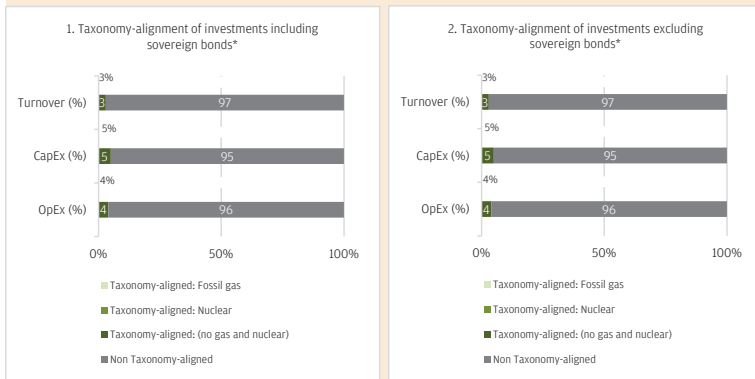 1. Taxonomy-alignment of investments including
sovereign bonds*
3%
Turnover (%) 3 97
5%
CapEx (%) 5 95
4%
OpEx (%) 4 96
0% 50% 100%
Taxonomy-aligned: Fossil gas
Taxonomy-aligned: Nuclear
Taxonomy-aligned: (no gas and nuclear)
Non Taxonomy-aligned
2. Taxonomy-alignment of investments excluding
sovereign bonds*
3%
Turnover (%) 3 97
5%
CapEx (%) 5 95
4%
OpEx (%) 4 96
0% 50% 100%
Taxonomy-aligned: Fossil gas
Taxonomy-aligned: Nuclear
Taxonomy-aligned: (no gas and nuclear)
Non Taxonomy-aligned